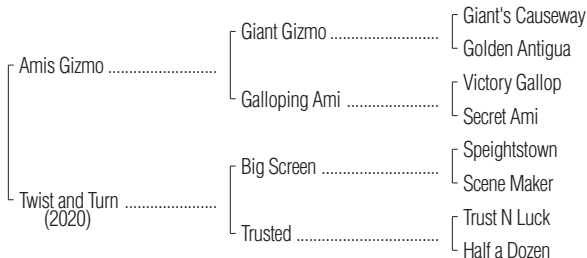 Giant's Causeway
Giant Gizmo ........................
Golden Antigua
Amis Gizmo ........................
Victory Gallop
Galloping Ami ....................
Secret Ami
Speightstown
Big Screen ..........................
Scene Maker
Twist and Turn ....................
(2020)
Trust N Luck
Trusted ................................
Half a Dozen